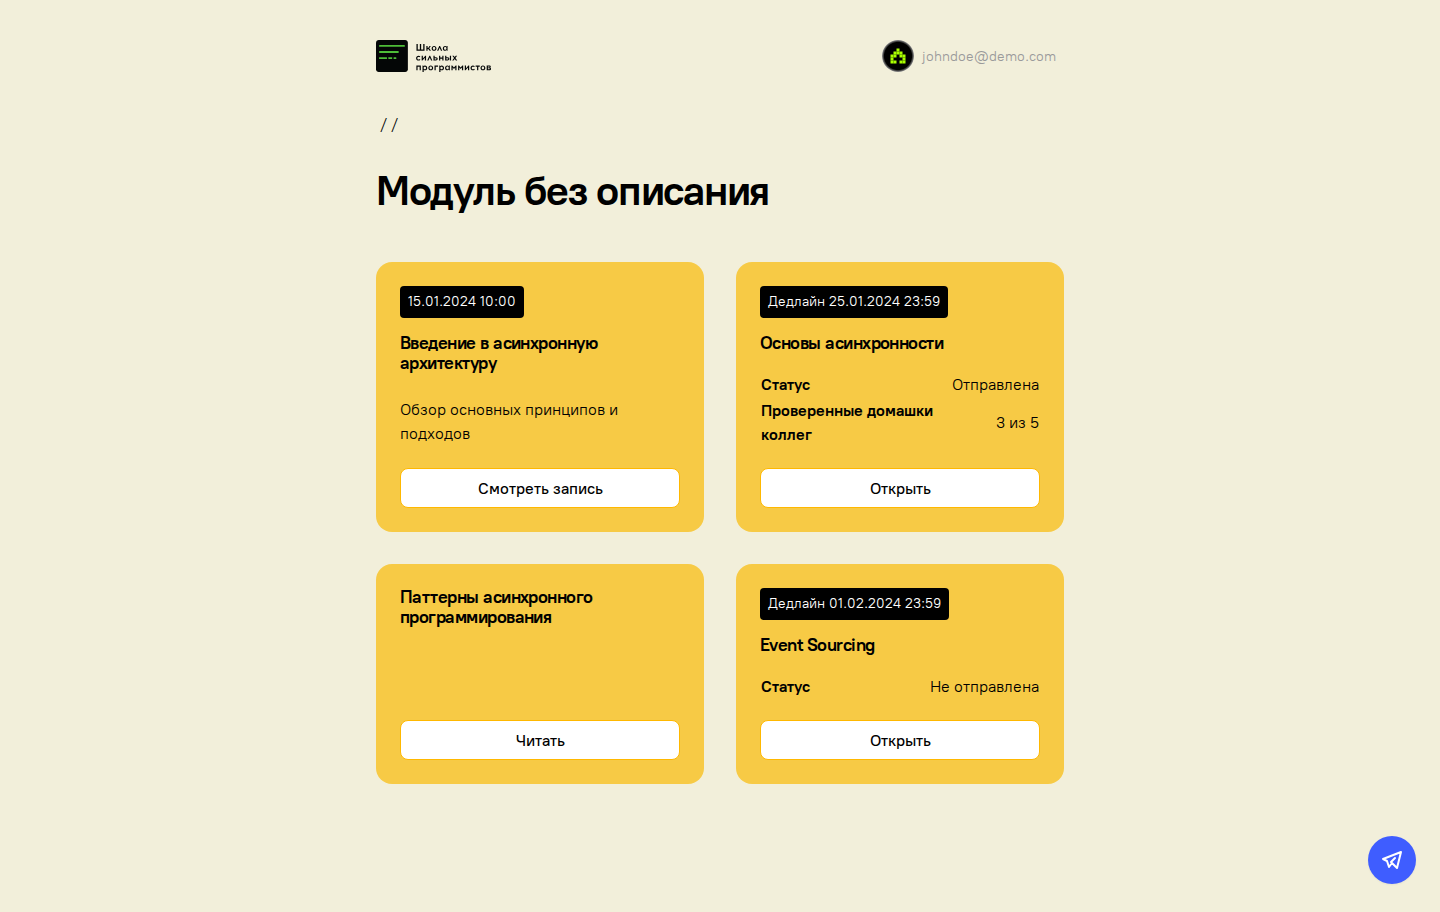 Школа
сильных
программистов
johndoe@demo.com
//
Модуль без описания
15.01.2024 10:00
Введение в асинхронную
архитектуру
Обзор основных принципов и
подходов
Смотреть запись
Дедлайн 25.01.2024 23:59
Основы асинхронности
Статус Отправлена
Проверенные домашки
коллег 3 из 5
Открыть
Паттерны асинхронного
программирования
Читать
Дедлайн 01.02.2024 23:59
Event Sourcing
Статус Не отправлена
Открыть